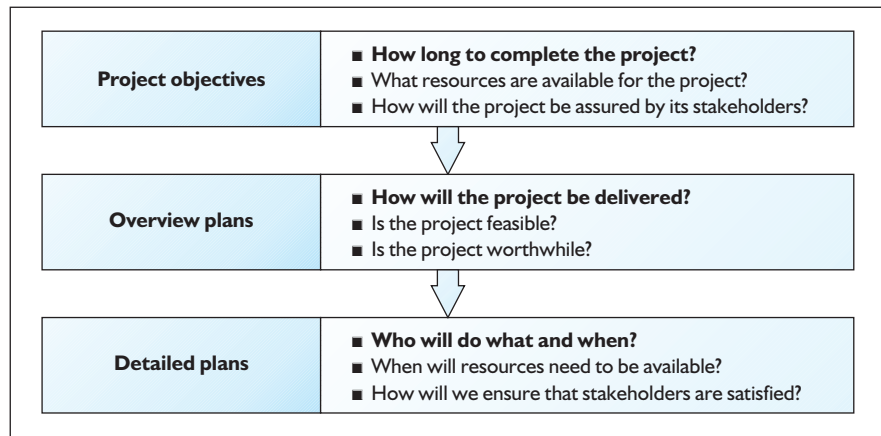 Project objectives
■ How long to complete the project?
■ What resources are available for the project?
■ How will the project be assured by its stakeholders?
Overview plans
■ How will the project be delivered?
■ Is the project feasible?
■ Is the project worthwhile?
Detailed plans
■ Who will do what and when?
■ When will resources need to be available?
■ How will we ensure that stakeholders are satisfied?